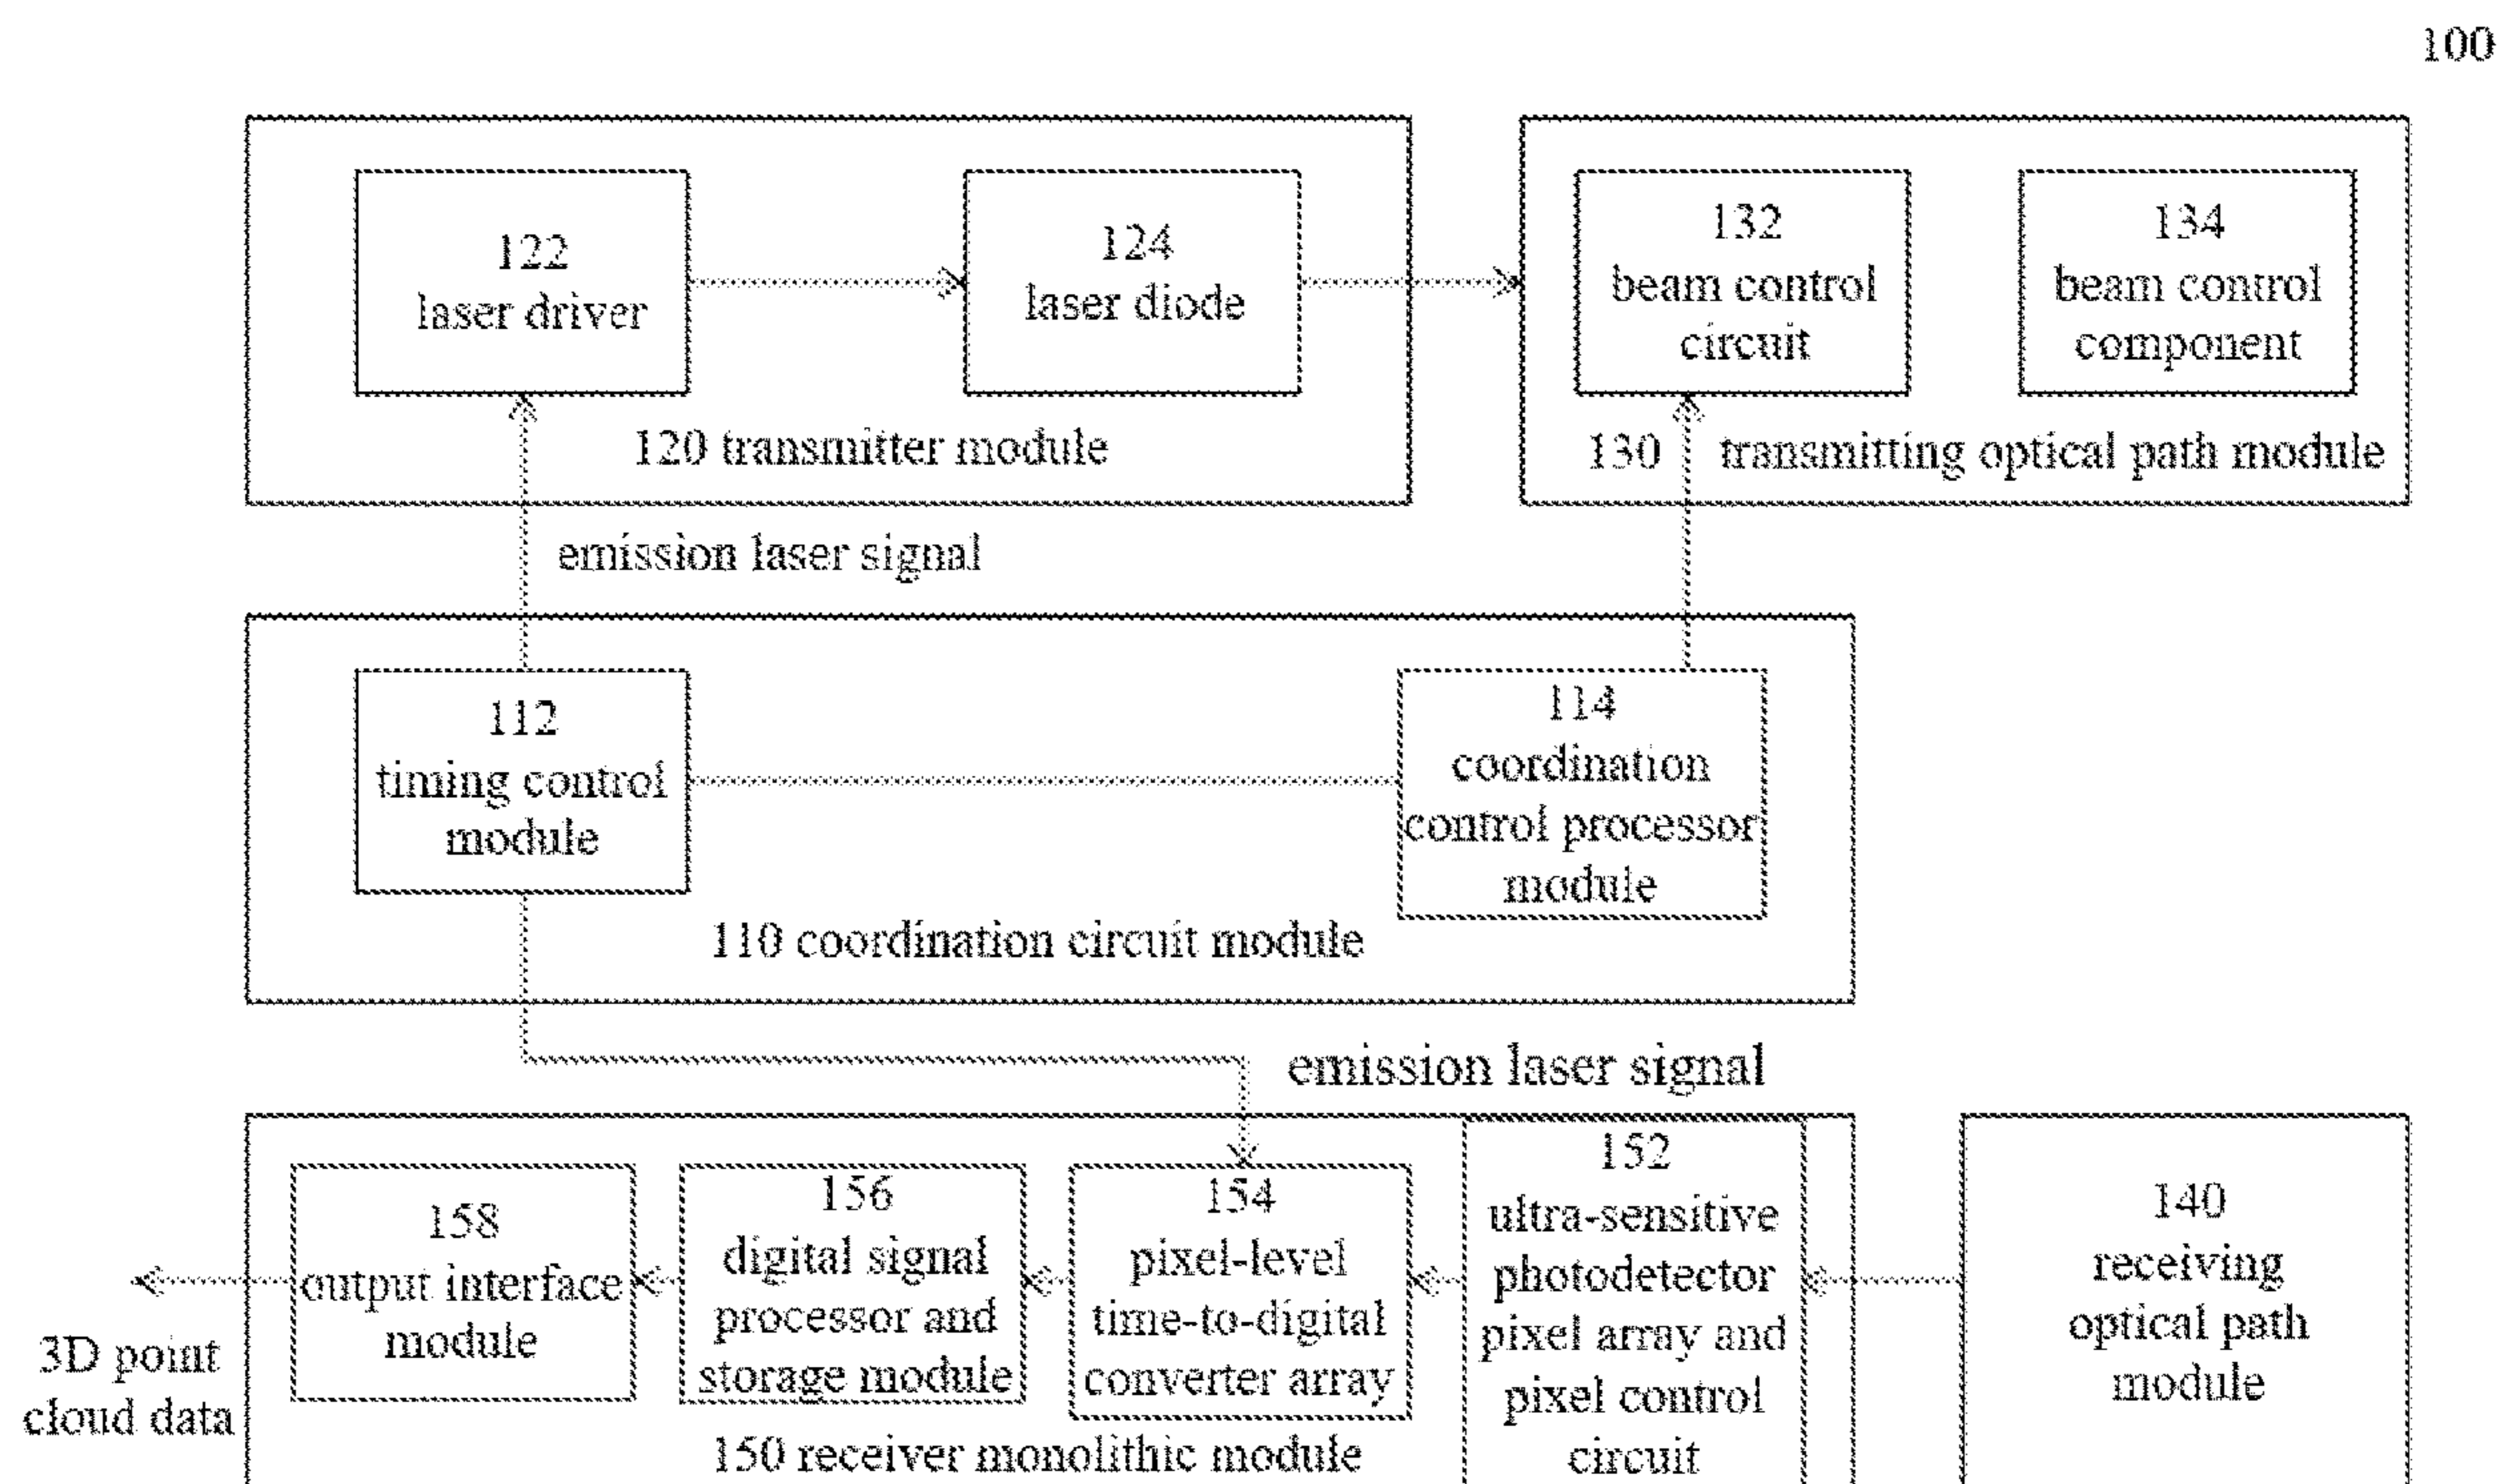 100
122
laser driver
124
laser diode
120 transmitter module
132
beam control
circuit
134
beam control
component
130 transmitting optical path module
emission laser signal
112
timing control
module
114
coordination
control processor
module
110 coordination circuit module
emission laser signal
158
output interface
module
156
digital signal
processor and
storage module
154
pixel-level
time-to-digital
converter array
152
ultra-sensitive
photodetector
pixel array and
pixel control
circuit
140
receiving
optical path
module
3D point
cloud data
150 receiver monolithic module